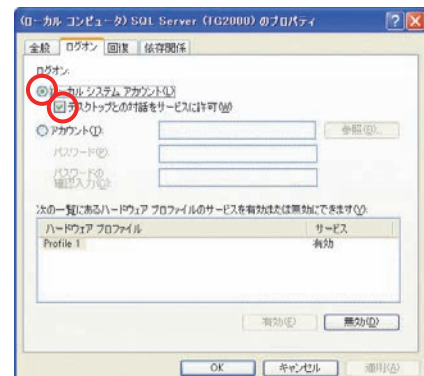 (ローカル コンピュータ) SQL Server (TG2000) のプロパティ
全般 ログオン 回復 依存関係
ログオン:
ローカル システム アカウント(L)
デスクトップとの対話をサービスに許可(W)
アカウント(T): 参照(B)...
パスワード(P):
パスワードの
確認入力(C):
次の一覧にあるハードウェア プロファイルのサービスを有効または無効にできます(Y):
ハードウェア プロファイル サービス
Profile 1 有効
有効(E) 無効(D)
OK キャンセル 適用(A)